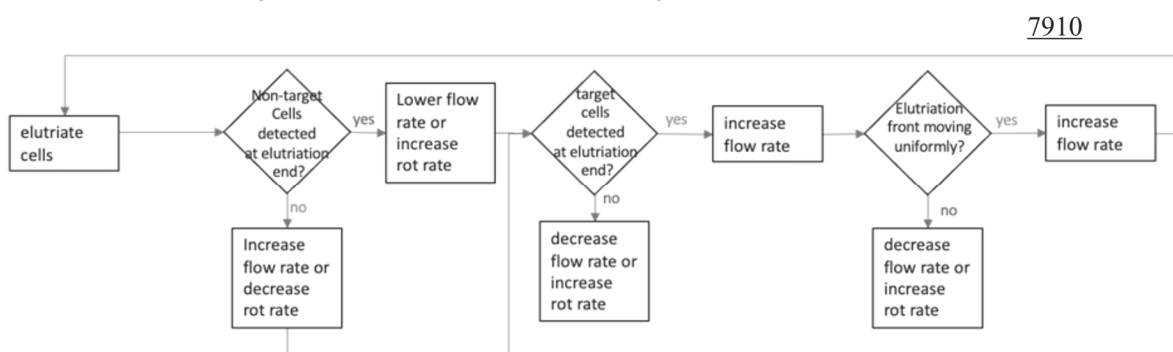 7910
elutriate
cells
Non-target
Cells
detected
at elutriation
end?
yes
no
Lower flow
rate or
increase
rot rate
Increase
flow rate or
decrease
rot rate
target
cells
detected
at elutriation
end?
yes
no
increase
flow rate
decrease
flow rate or
increase
rot rate
Elutriation
front moving
uniformly?
yes
no
increase
flow rate
decrease
flow rate or
increase
rot rate